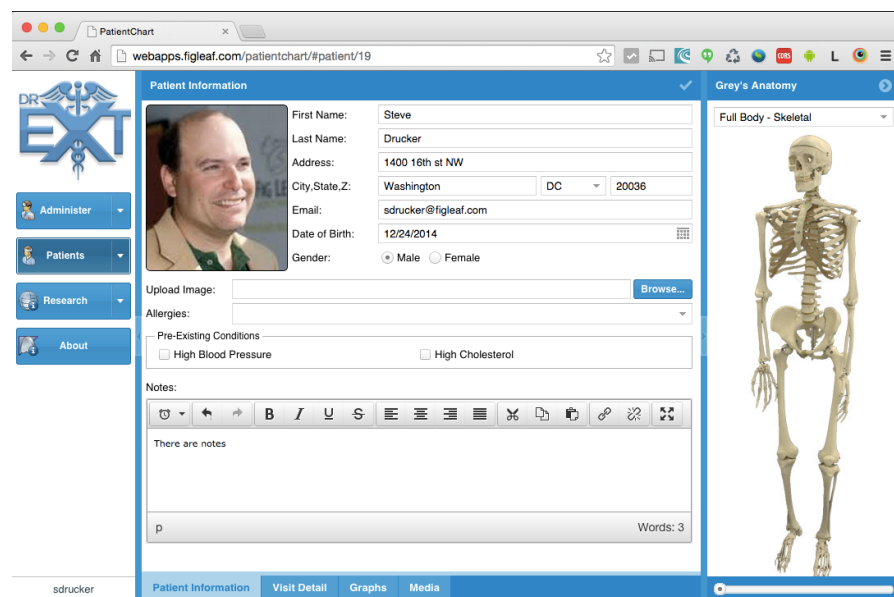 PatientChart
webapps.figleaf.com/patientchart/#patient/19
CORS
L
DR
EXT
Administer
Patients
Research
About
sdrucker
Patient Information
First Name: Steve
Last Name: Drucker
Address: 1400 16th st NW
City,State,Z: Washington DC 20036
Email: sdrucker@figleaf.com
Date of Birth: 12/24/2014
Gender: Male Female
Upload Image: Browse...
Allergies:
Pre-Existing Conditions
High Blood Pressure High Cholesterol
Notes:
B I U S
There are notes
p Words: 3
Patient Information Visit Detail Graphs Media
Grey's Anatomy
Full Body - Skeletal